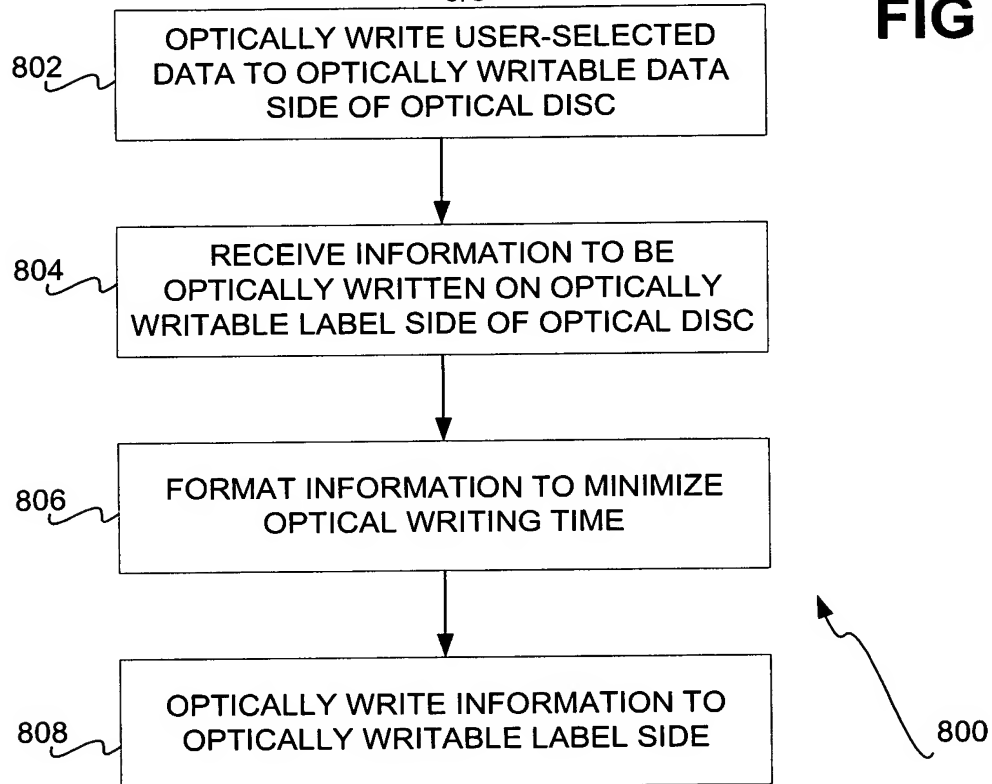 FIG
802
OPTICALLY WRITE USER-SELECTED
DATA TO OPTICALLY WRITABLE DATA
SIDE OF OPTICAL DISC
804
RECEIVE INFORMATION TO BE
OPTICALLY WRITTEN ON OPTICALLY
WRITABLE LABEL SIDE OF OPTICAL DISC
806
FORMAT INFORMATION TO MINIMIZE
OPTICAL WRITING TIME
808
OPTICALLY WRITE INFORMATION TO
OPTICALLY WRITABLE LABEL SIDE
800